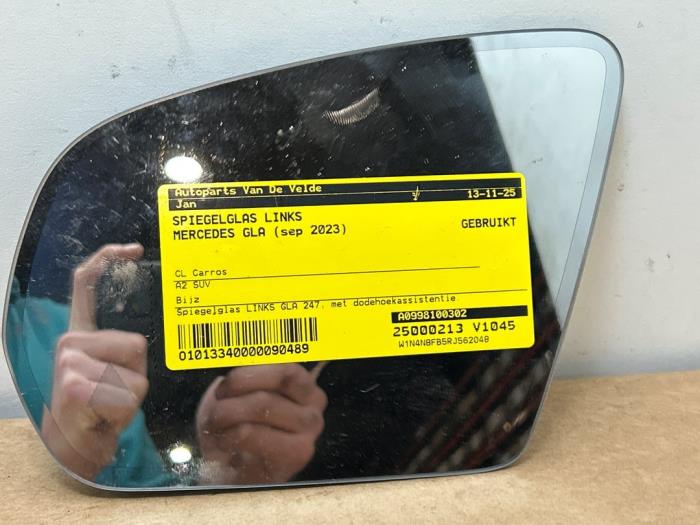 Autoparts Van De Velde
Jan 13-11-25
SPIEGELGLAS LINKS
MERCEDES GLA (sep 2023) GEBRUIKT
CL Carros
A2 SUV
Bijz
Spiegelglas LINKS GLA 247, met dodehoekassistentie.
A0998100302
25000213 V1045
01013340000090489
W1N4N8FB5RJ562048